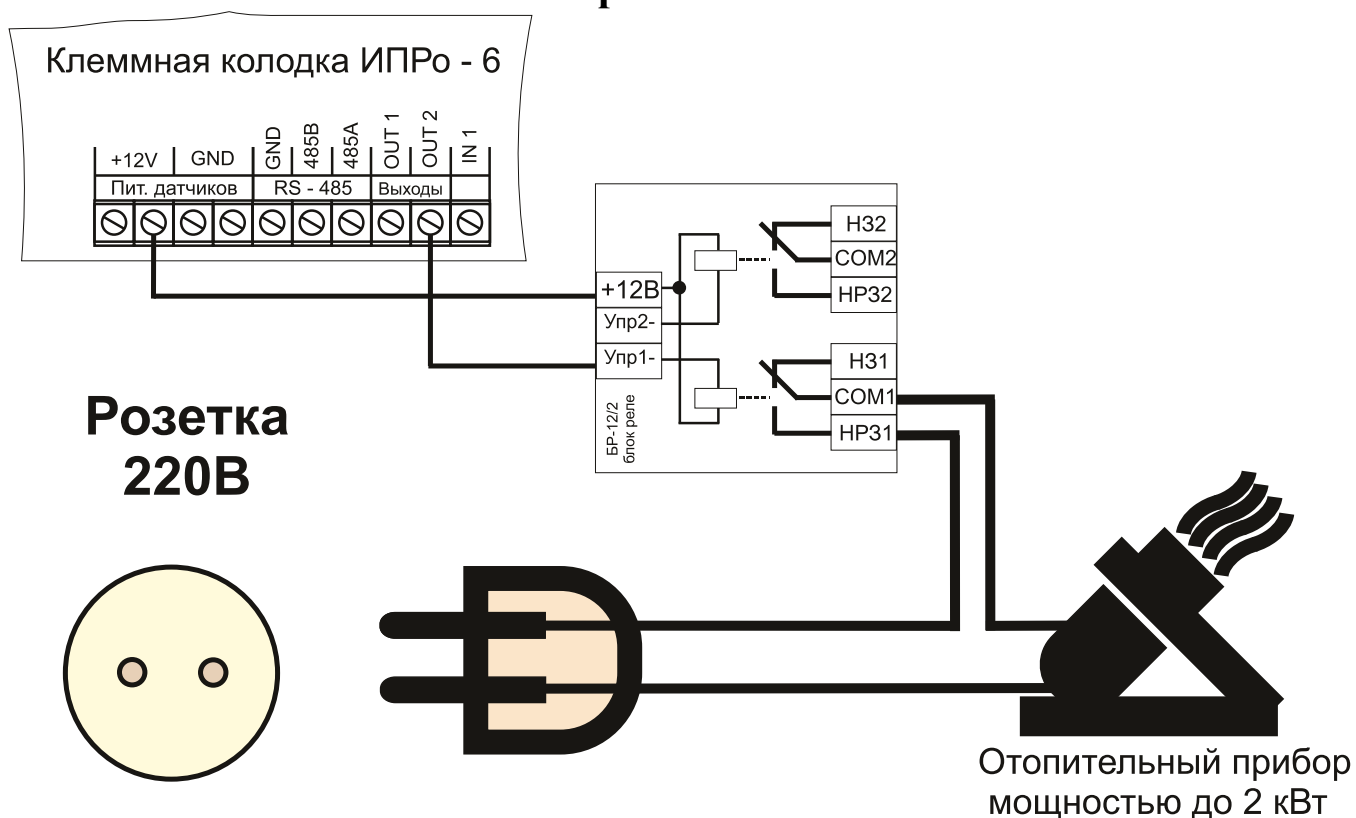 Клеммная колодка ИПРо - 6
+12V
GND
GND
485B
485A
OUT 1
OUT 2
IN 1
Пит. датчиков
RS - 485
Выходы
+12В
Упр2-
Упр1-
БР-12/2
блок реле
НЗ2
COM2
НРЗ2
НЗ1
COM1
НРЗ1
Розетка
220В
Отопительный прибор
мощностью до 2 кВт